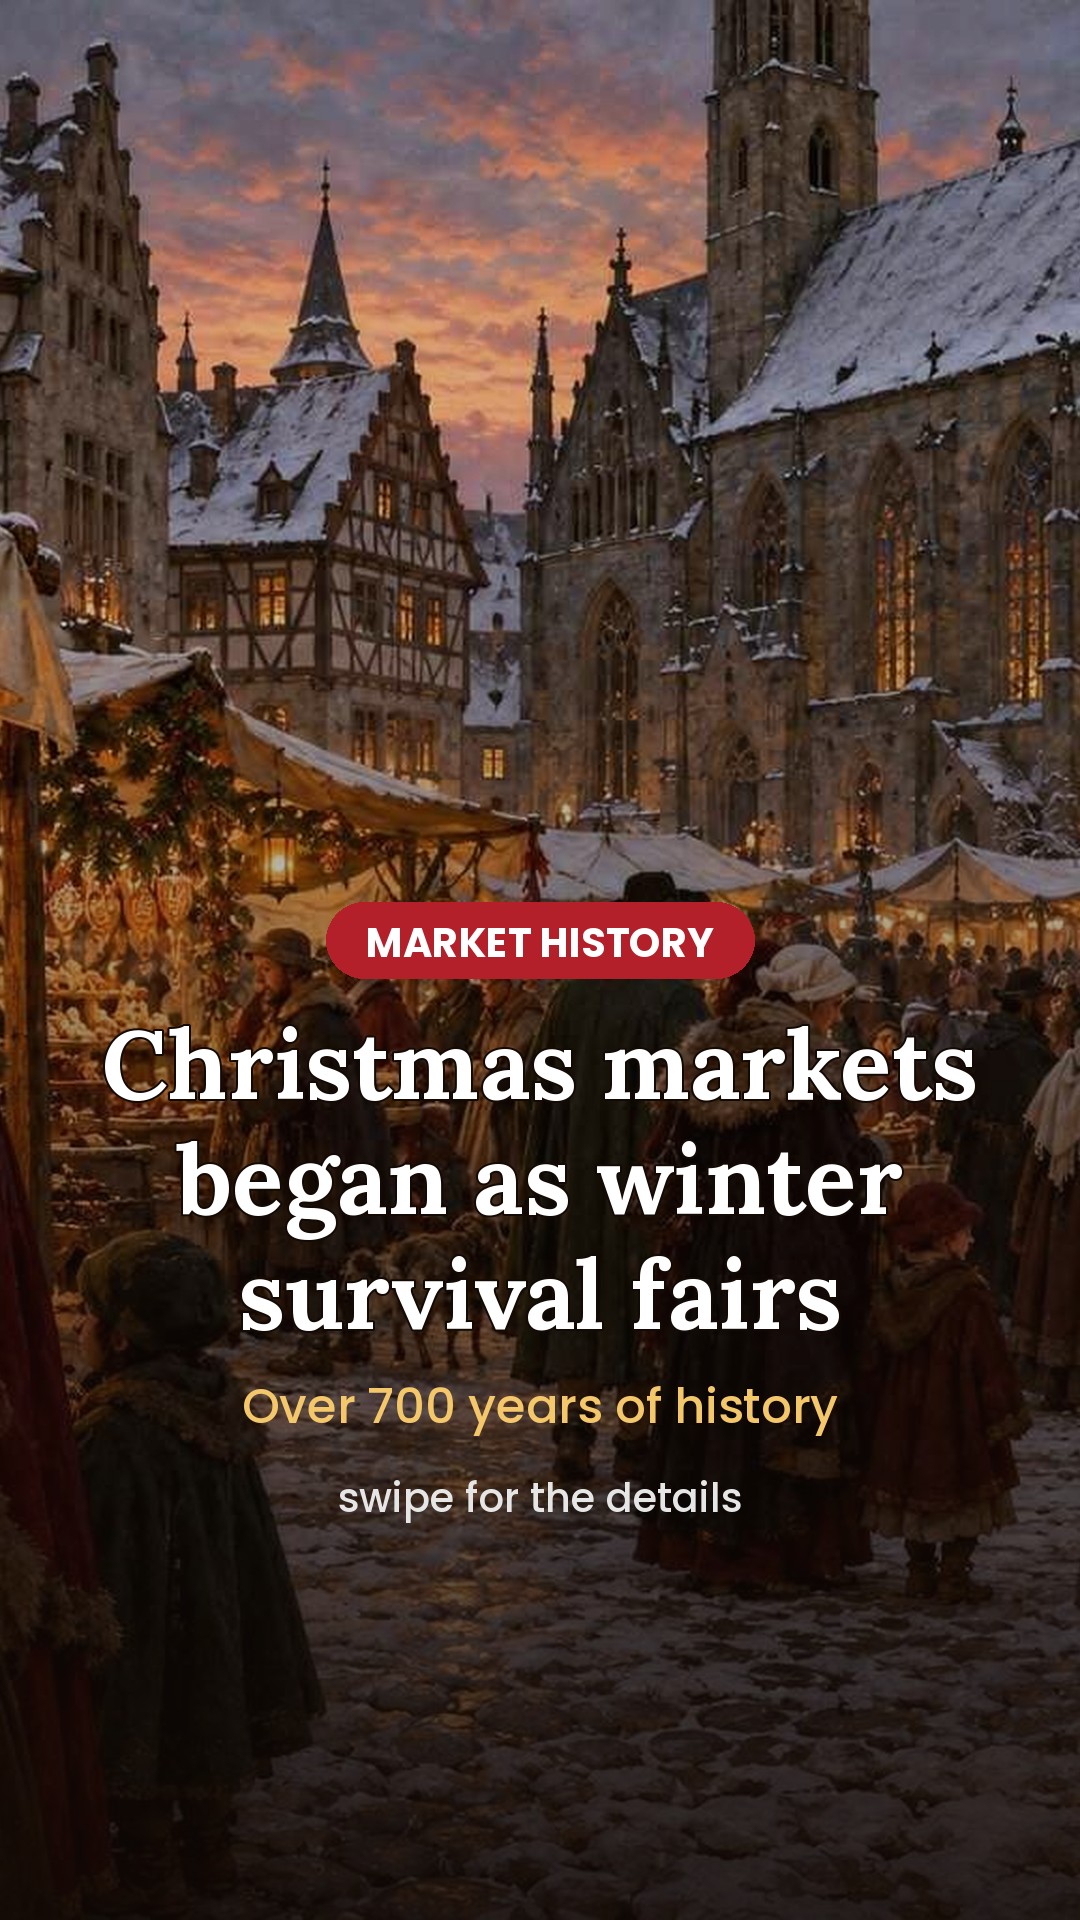 MARKET HISTORY
Christmas markets
began as winter
survival fairs
Over 700 years of history
swipe for the details